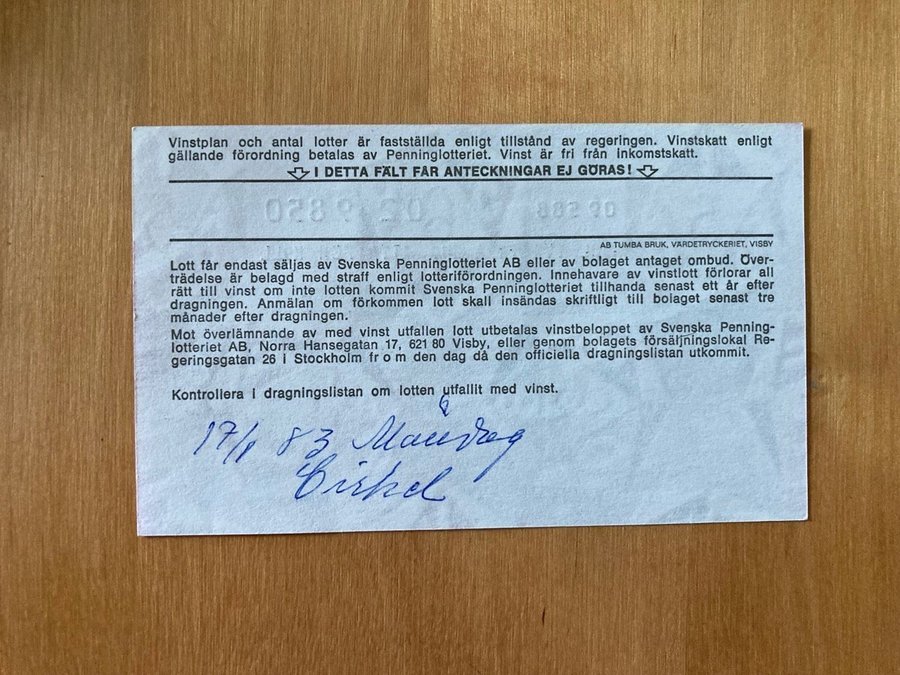 Vinstplan och antal lotter är fastställda enligt tillstånd av regeringen. Vinstskatt enligt
gällande förordning betalas av Penninglotteriet. Vinst är fri från inkomstskatt.
I DETTA FÄLT FÅR ANTECKNINGAR EJ GÖRAS!
AB TUMBA BRUK, VÄRDETRYCKERIET, VISBY
Lott får endast säljas av Svenska Penninglotteriet AB eller av bolaget antaget ombud. Över-
trädelse är belagd med straff enligt lotteriförordningen. Innehavare av vinstlott förlorar all
rätt till vinst om inte lotten kommit Svenska Penninglotteriet tillhanda senast ett år efter
dragningen. Anmälan om förkommen lott skall insändas skriftligt till bolaget senast tre
månader efter dragningen.
Mot överlämnande av med vinst utfallen lott utbetalas vinstbeloppet av Svenska Penning-
lotteriet AB, Norra Hansegatan 17, 621 80 Visby, eller genom bolagets försäljningslokal Re-
geringsgatan 26 i Stockholm fr o m den dag då den officiella dragningslistan utkommit.
Kontrollera i dragningslistan om lotten utfallit med vinst.
17/1 83 Måndag
Cirkel